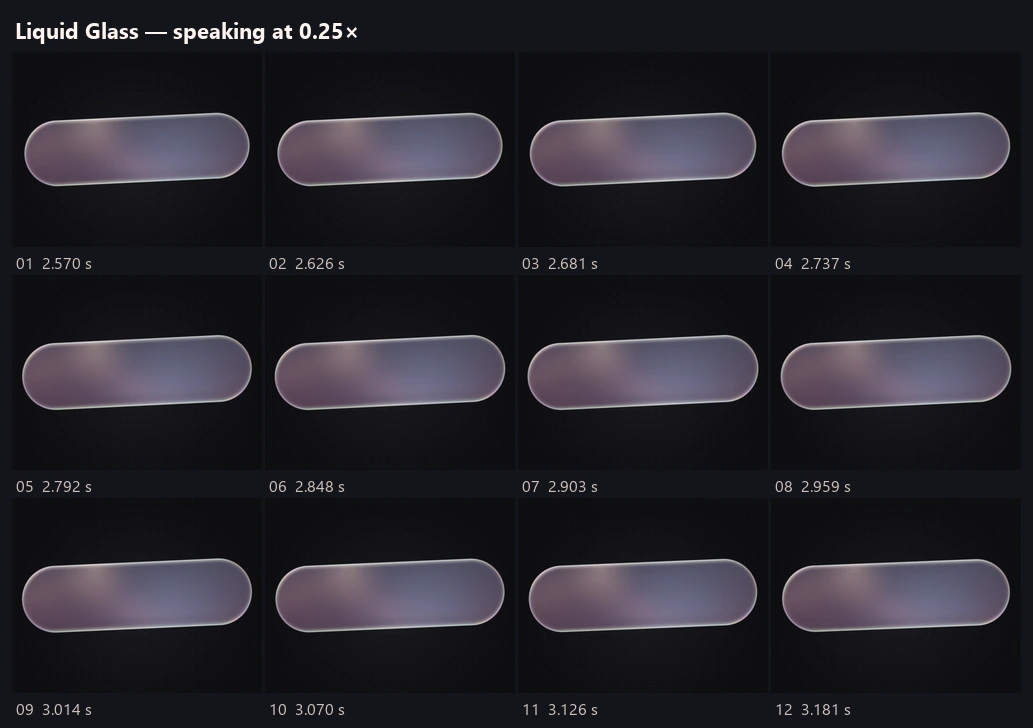 Liquid Glass — speaking at 0.25×
01 2.570 s
02 2.626 s
03 2.681 s
04 2.737 s
05 2.792 s
06 2.848 s
07 2.903 s
08 2.959 s
09 3.014 s
10 3.070 s
11 3.126 s
12 3.181 s